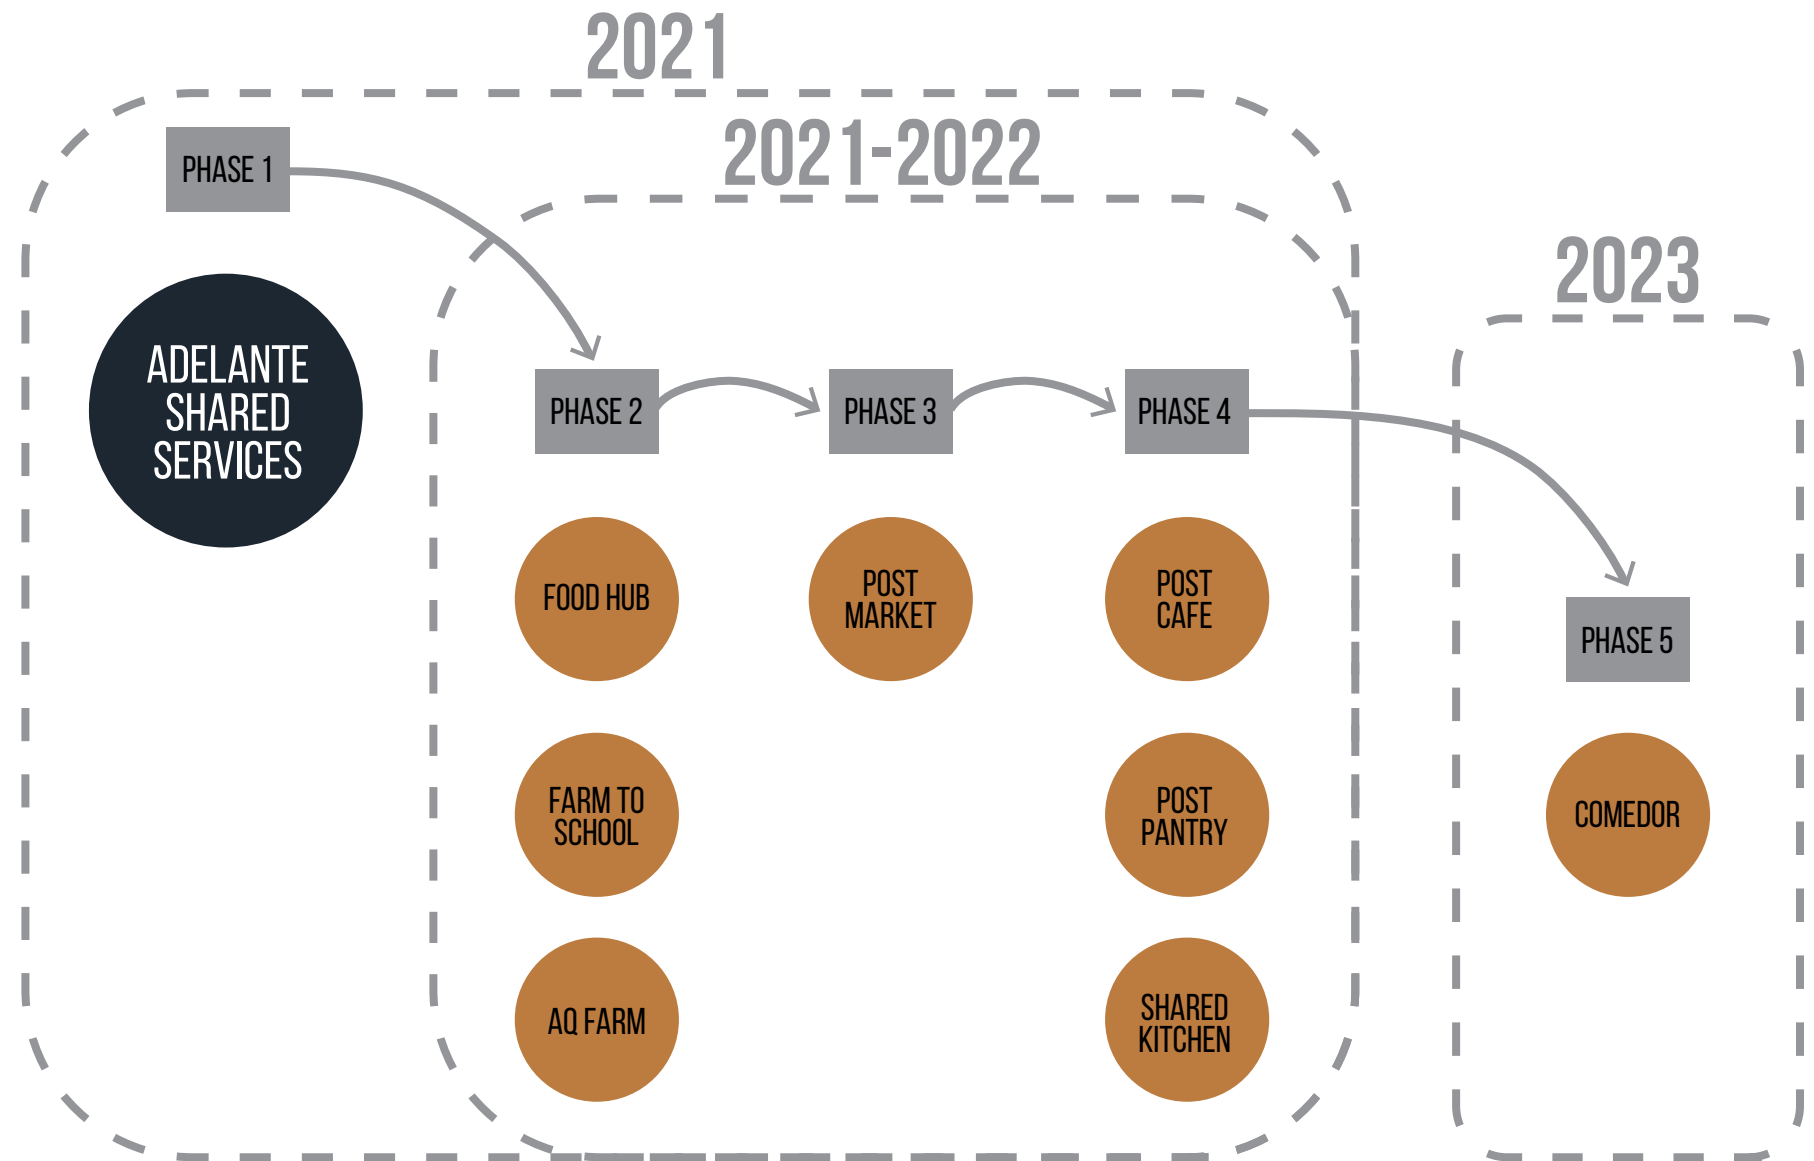 2021
2021-2022
2023
PHASE 1
ADELANTE
SHARED
SERVICES
PHASE 2
PHASE 3
PHASE 4
FOOD HUB
POST
MARKET
POST
CAFE
PHASE 5
FARM TO
SCHOOL
POST
PANTRY
COMEDOR
AQ FARM
SHARED
KITCHEN